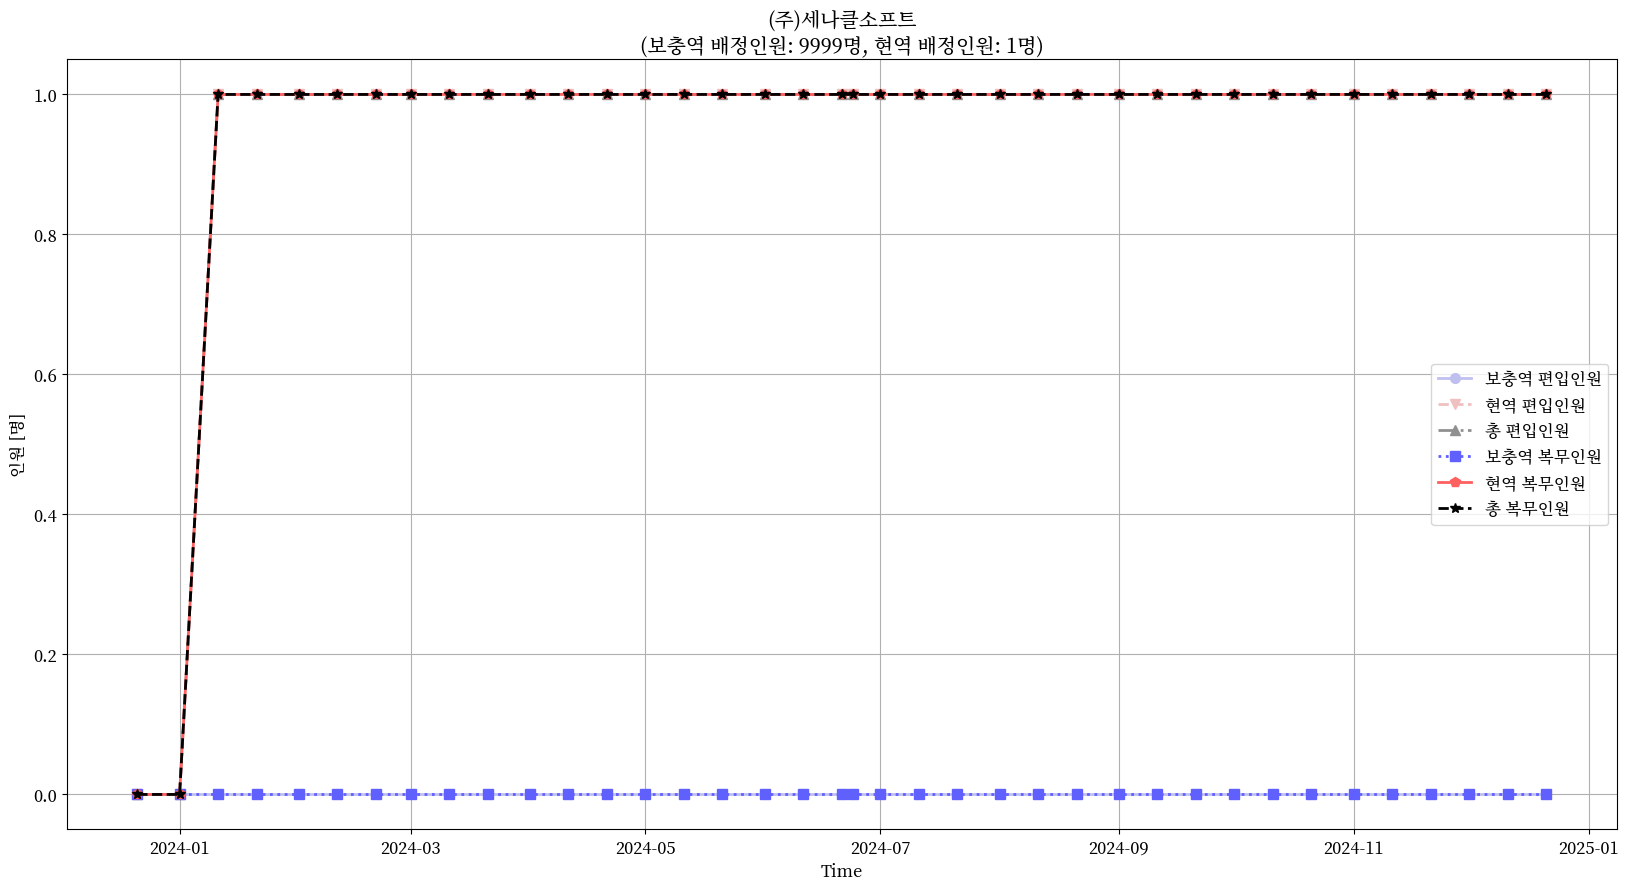 (주)세나클소프트
(보충역 배정인원: 9999명, 현역 배정인원: 1명)
인원 [명]
1.0
0.8
0.6
0.4
0.2
0.0
보충역 편입인원
현역 편입인원
총 편입인원
보충역 복무인원
현역 복무인원
총 복무인원
2024-01
2024-03
2024-05
2024-07
2024-09
2024-11
2025-01
Time